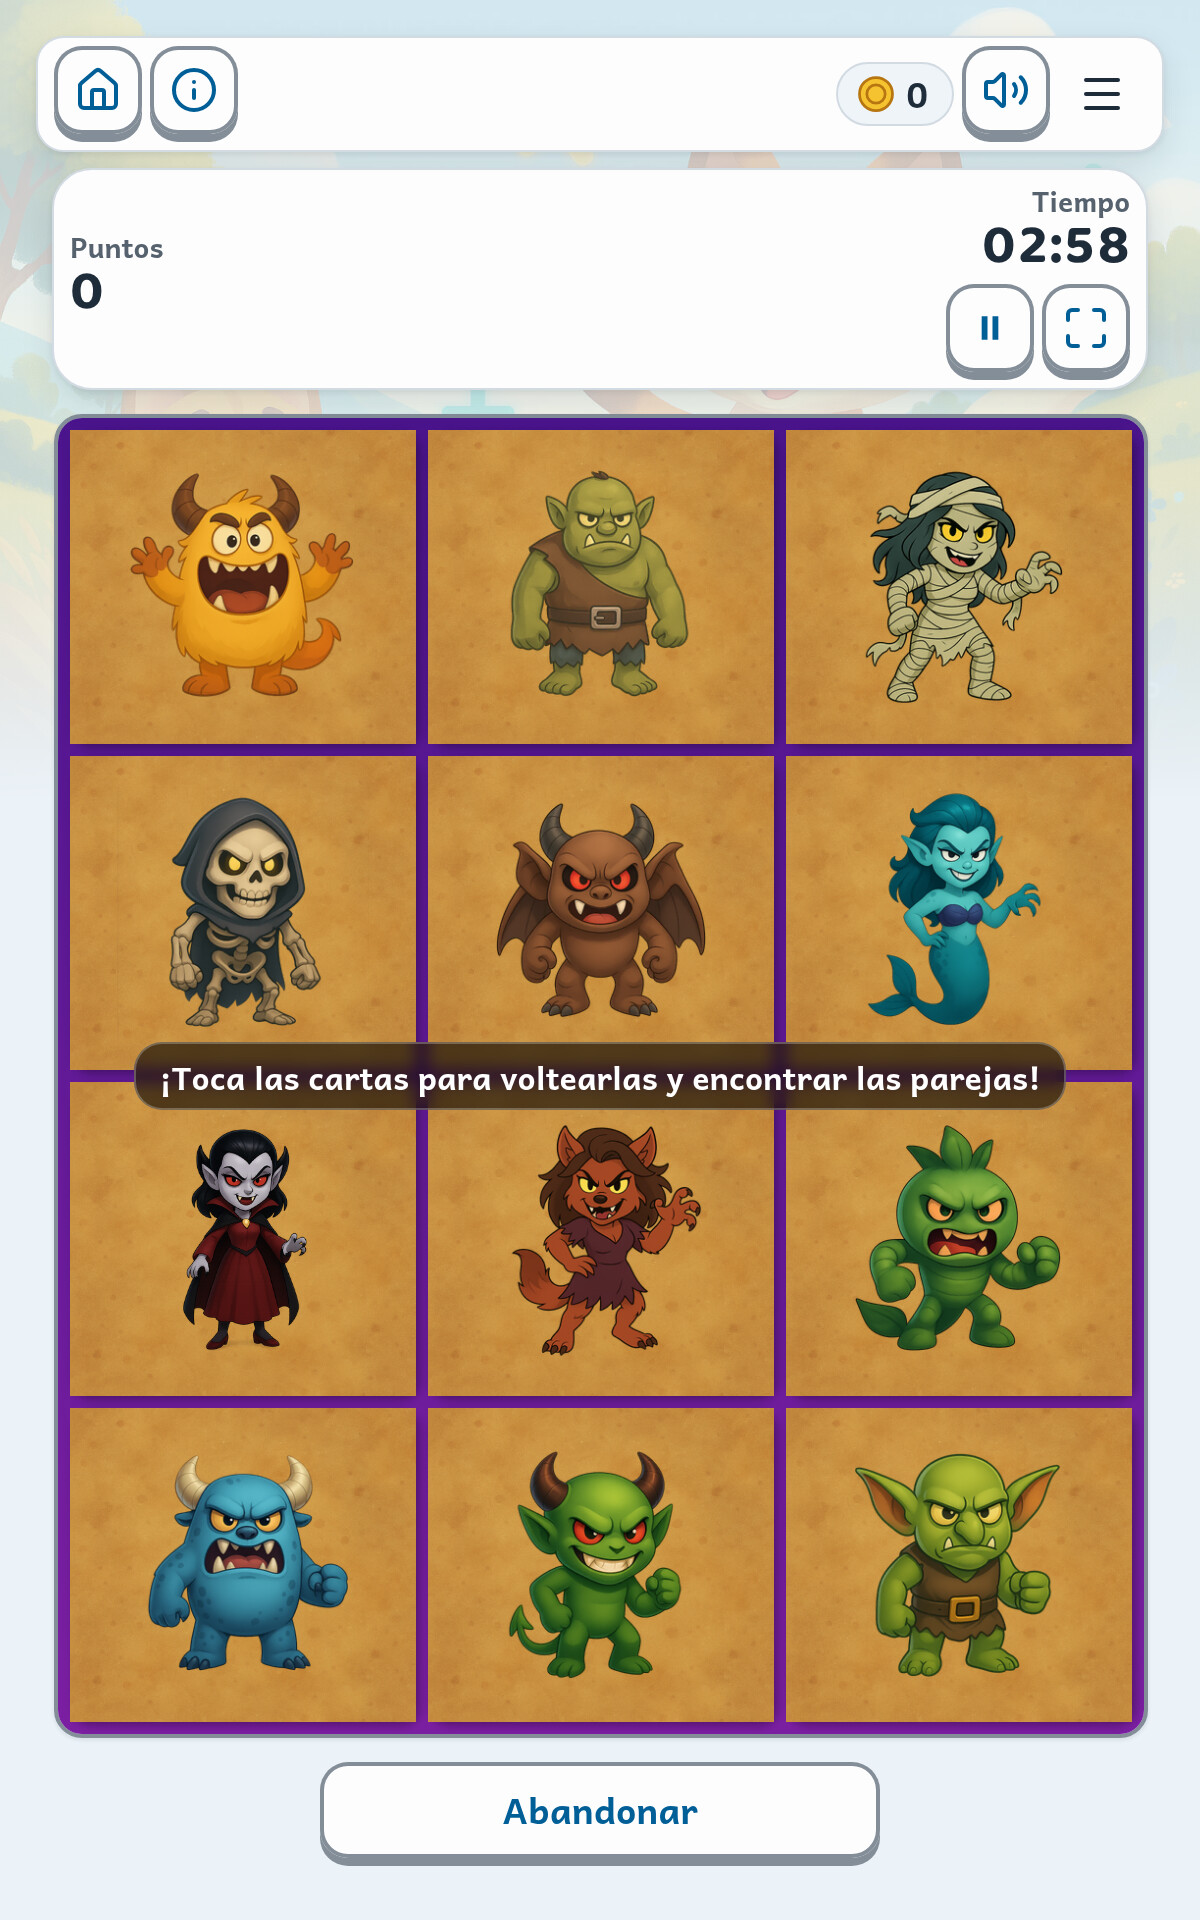 0
Puntos
0
Tiempo
02:58
¡Toca las cartas para voltearlas y encontrar las parejas!
Abandonar